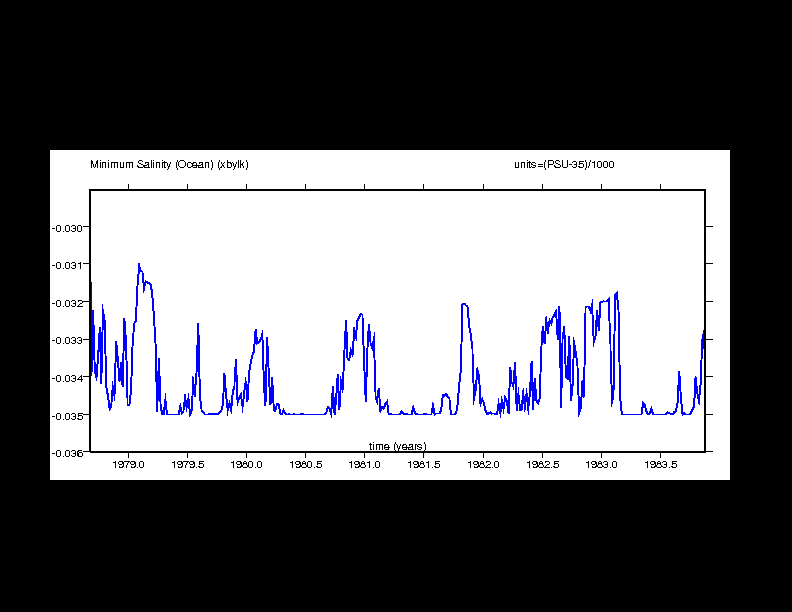 Minimum Salinity (Ocean) (xbylk) units=(PSU-35)/1000
-0.030
-0.031
-0.032
-0.033
-0.034
-0.035
-0.036
time (years)
1979.0 1979.5 1980.0 1980.5 1981.0 1981.5 1982.0 1982.5 1983.0 1983.5